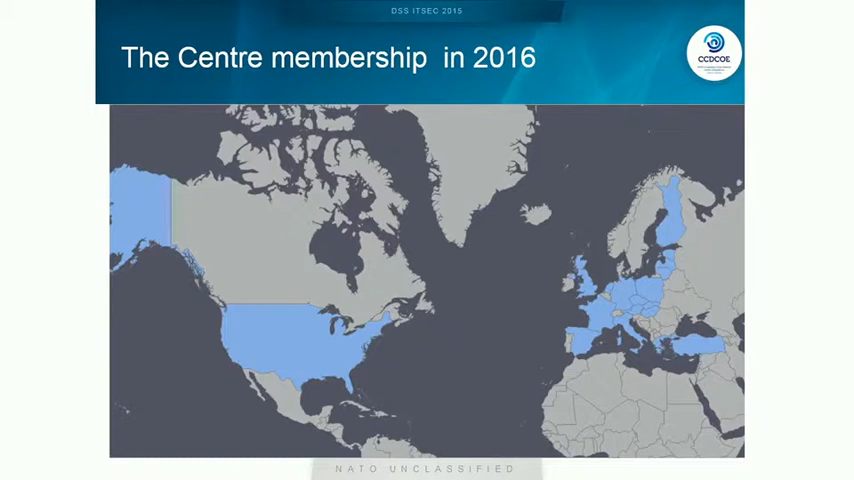 DSS ITSEC 2015
The Centre membership in 2016
CCDCOE
NATO UNCLASSIFIED